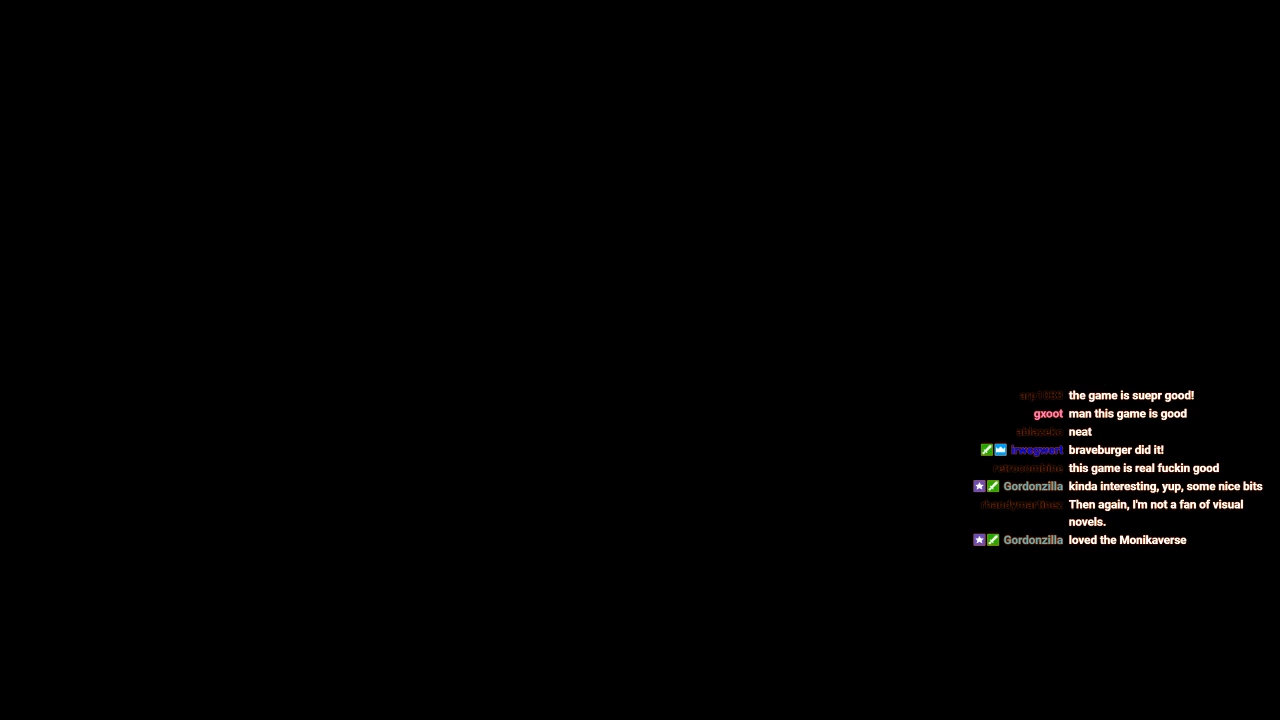 the game is suepr good!
gxoot man this game is good
neat
irwegwert braveburger did it!
retrocombine this game is real fuckin good
Gordonzilla kinda interesting, yup, some nice bits
Then again, I'm not a fan of visual
novels.
Gordonzilla loved the Monikaverse